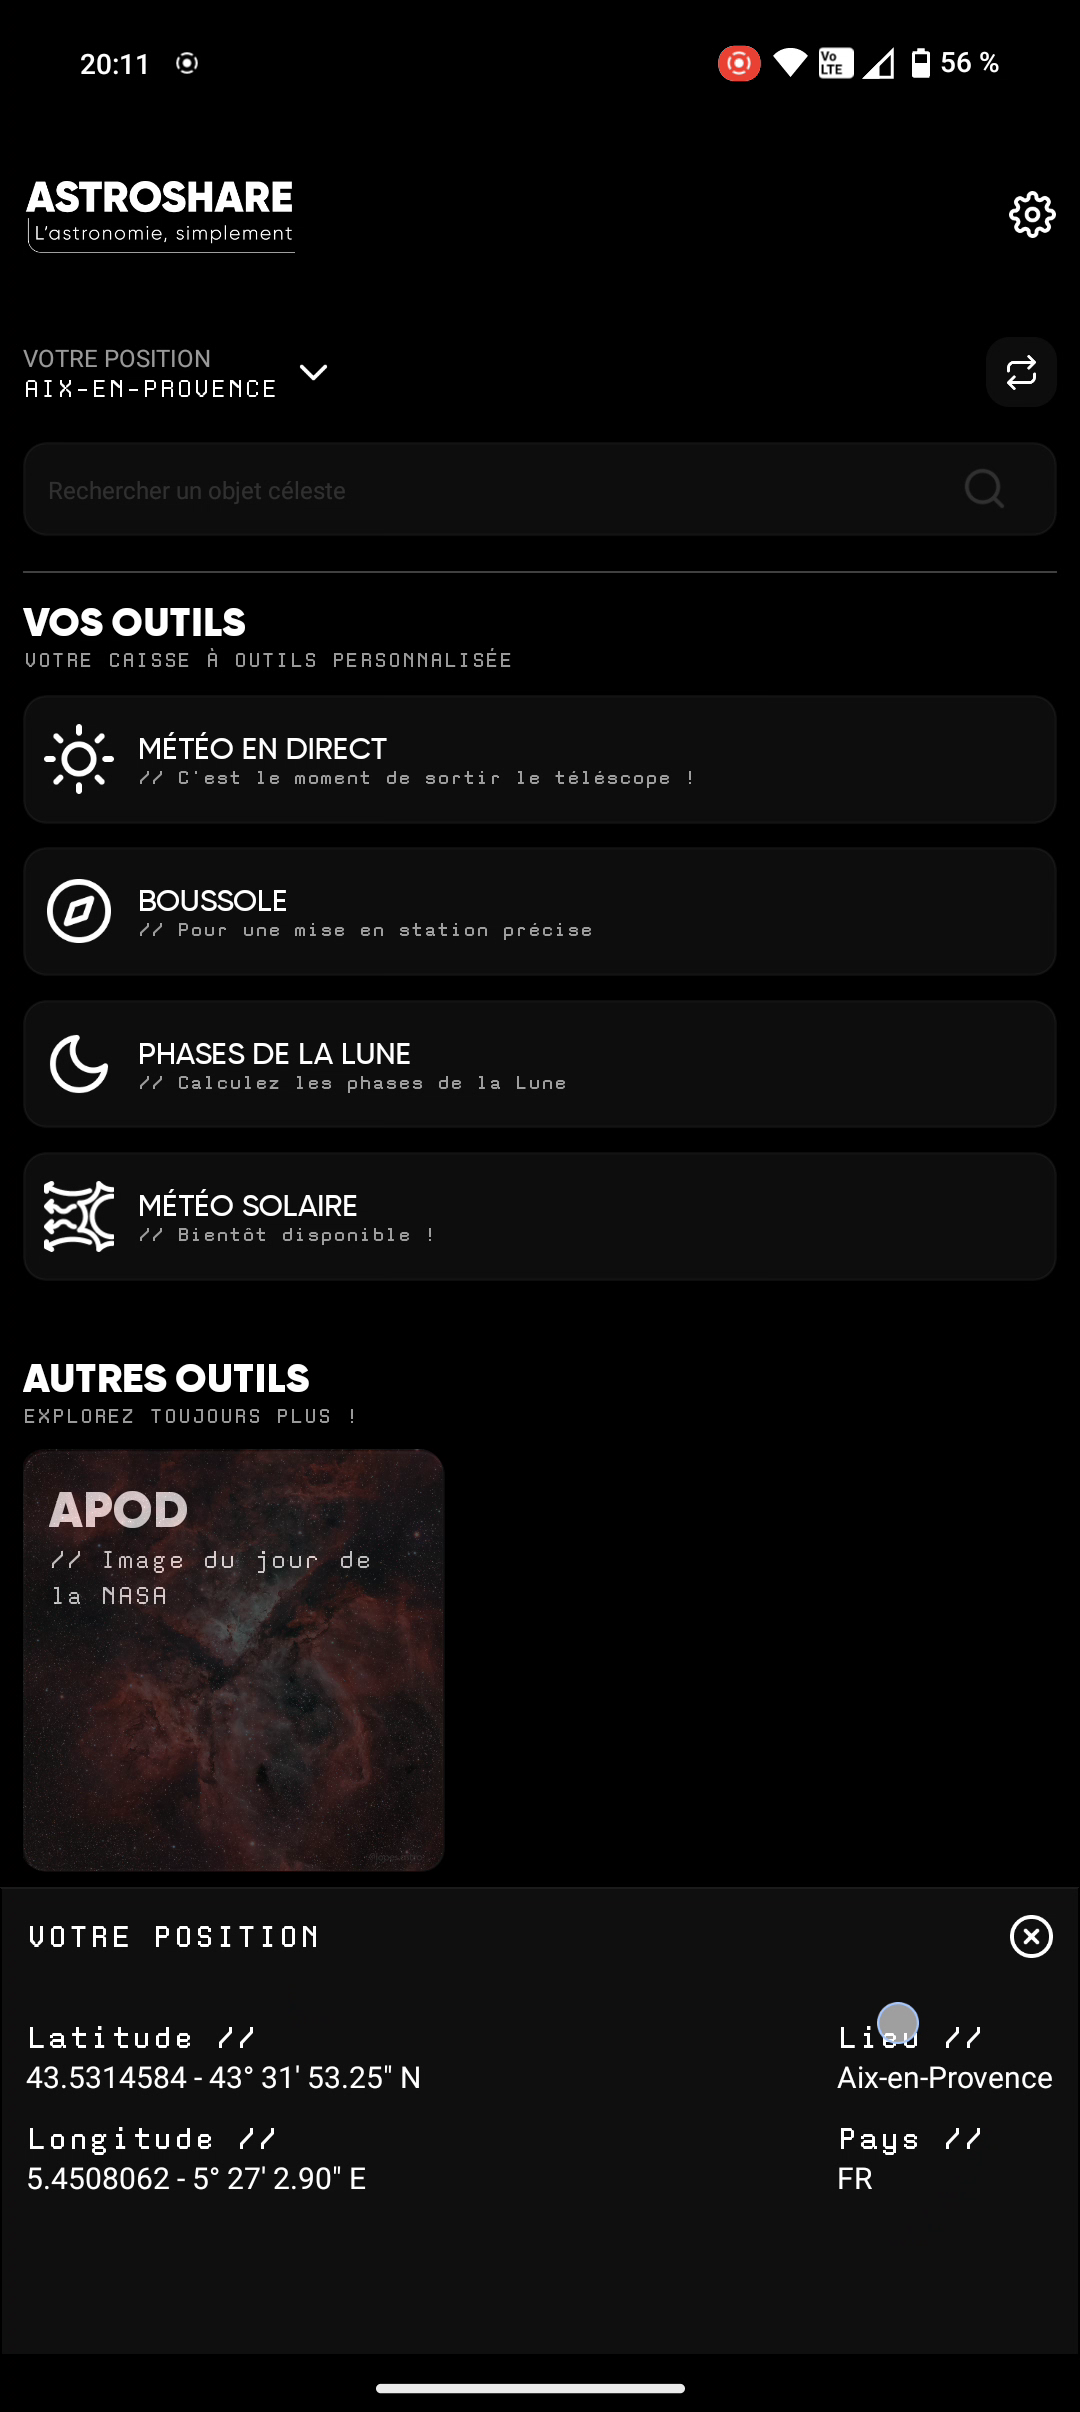 20:11
Vo LTE
56 %
ASTROSHARE
L'astronomie, simplement
VOTRE POSITION
AIX-EN-PROVENCE
Rechercher un objet céleste
VOS OUTILS
VOTRE CAISSE À OUTILS PERSONNALISÉE
MÉTÉO EN DIRECT
// C'est le moment de sortir le téléscope !
BOUSSOLE
// Pour une mise en station précise
PHASES DE LA LUNE
// Calculez les phases de la Lune
MÉTÉO SOLAIRE
// Bientôt disponible !
AUTRES OUTILS
EXPLOREZ TOUJOURS PLUS !
APOD
// Image du jour de
la NASA
VOTRE POSITION
Latitude //
43.5314584 - 43° 31' 53.25" N
Lieu //
Aix-en-Provence
Longitude //
5.4508062 - 5° 27' 2.90" E
Pays //
FR